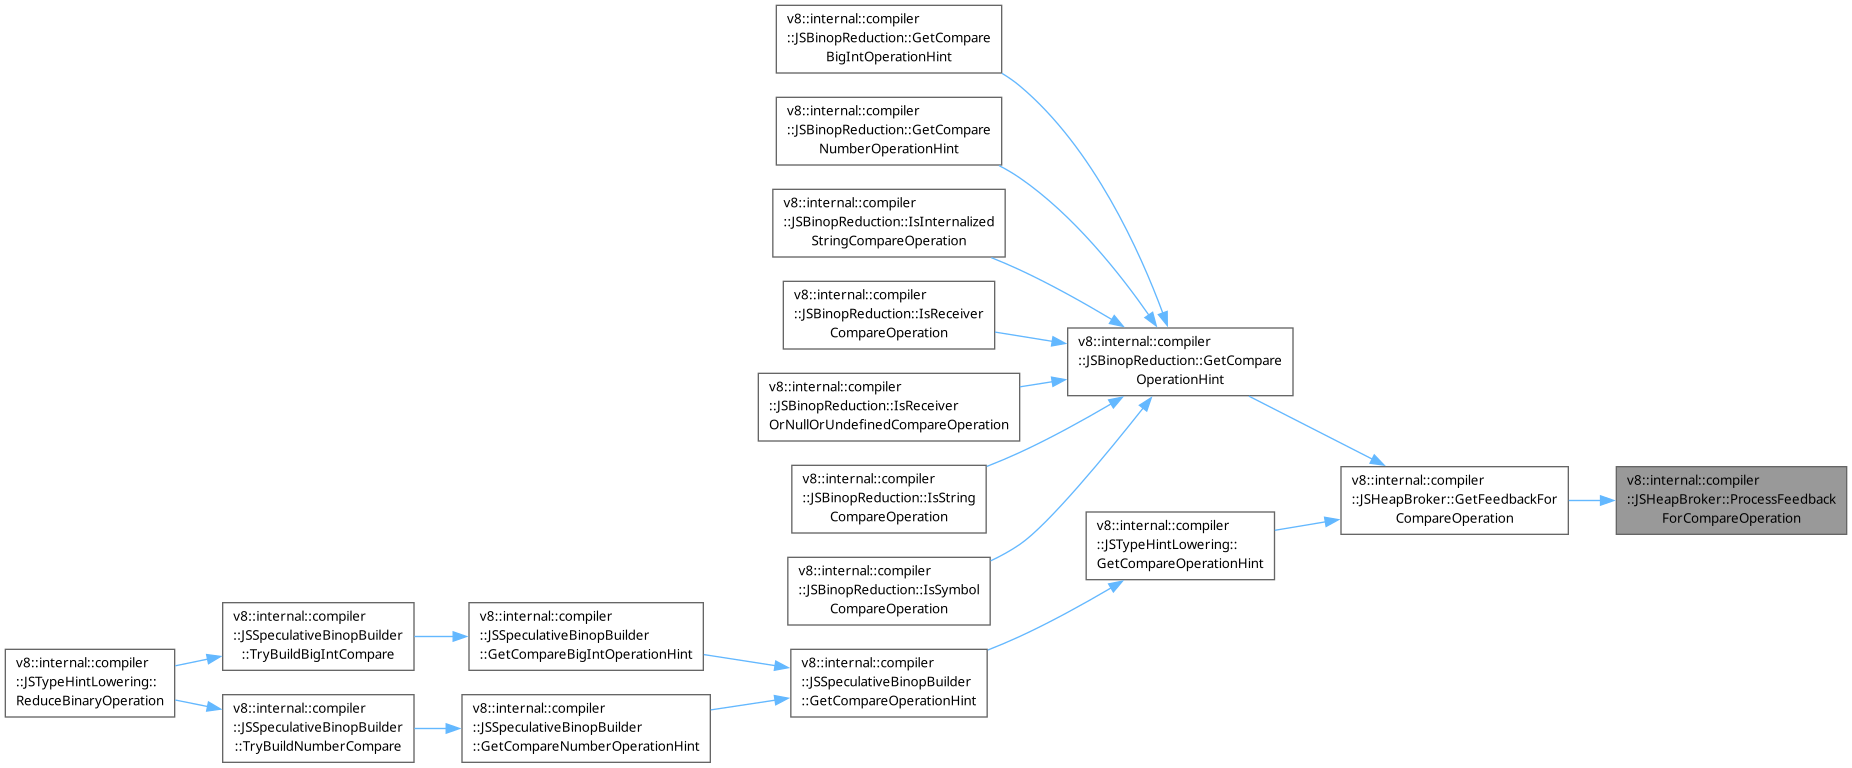 v8::internal::compiler
::JSBinopReduction::GetCompare
BigIntOperationHint
v8::internal::compiler
::JSBinopReduction::GetCompare
NumberOperationHint
v8::internal::compiler
::JSBinopReduction::IsInternalized
StringCompareOperation
v8::internal::compiler
::JSBinopReduction::IsReceiver
CompareOperation
v8::internal::compiler
::JSBinopReduction::GetCompare
OperationHint
v8::internal::compiler
::JSBinopReduction::IsReceiver
OrNullOrUndefinedCompareOperation
v8::internal::compiler
::JSBinopReduction::IsString
CompareOperation
v8::internal::compiler
::JSHeapBroker::GetFeedbackFor
CompareOperation
v8::internal::compiler
::JSHeapBroker::ProcessFeedback
ForCompareOperation
v8::internal::compiler
::JSTypeHintLowering::
GetCompareOperationHint
v8::internal::compiler
::JSBinopReduction::IsSymbol
CompareOperation
v8::internal::compiler
::JSSpeculativeBinopBuilder
::TryBuildBigIntCompare
v8::internal::compiler
::JSSpeculativeBinopBuilder
::GetCompareBigIntOperationHint
v8::internal::compiler
::JSTypeHintLowering::
ReduceBinaryOperation
v8::internal::compiler
::JSSpeculativeBinopBuilder
::GetCompareOperationHint
v8::internal::compiler
::JSSpeculativeBinopBuilder
::TryBuildNumberCompare
v8::internal::compiler
::JSSpeculativeBinopBuilder
::GetCompareNumberOperationHint